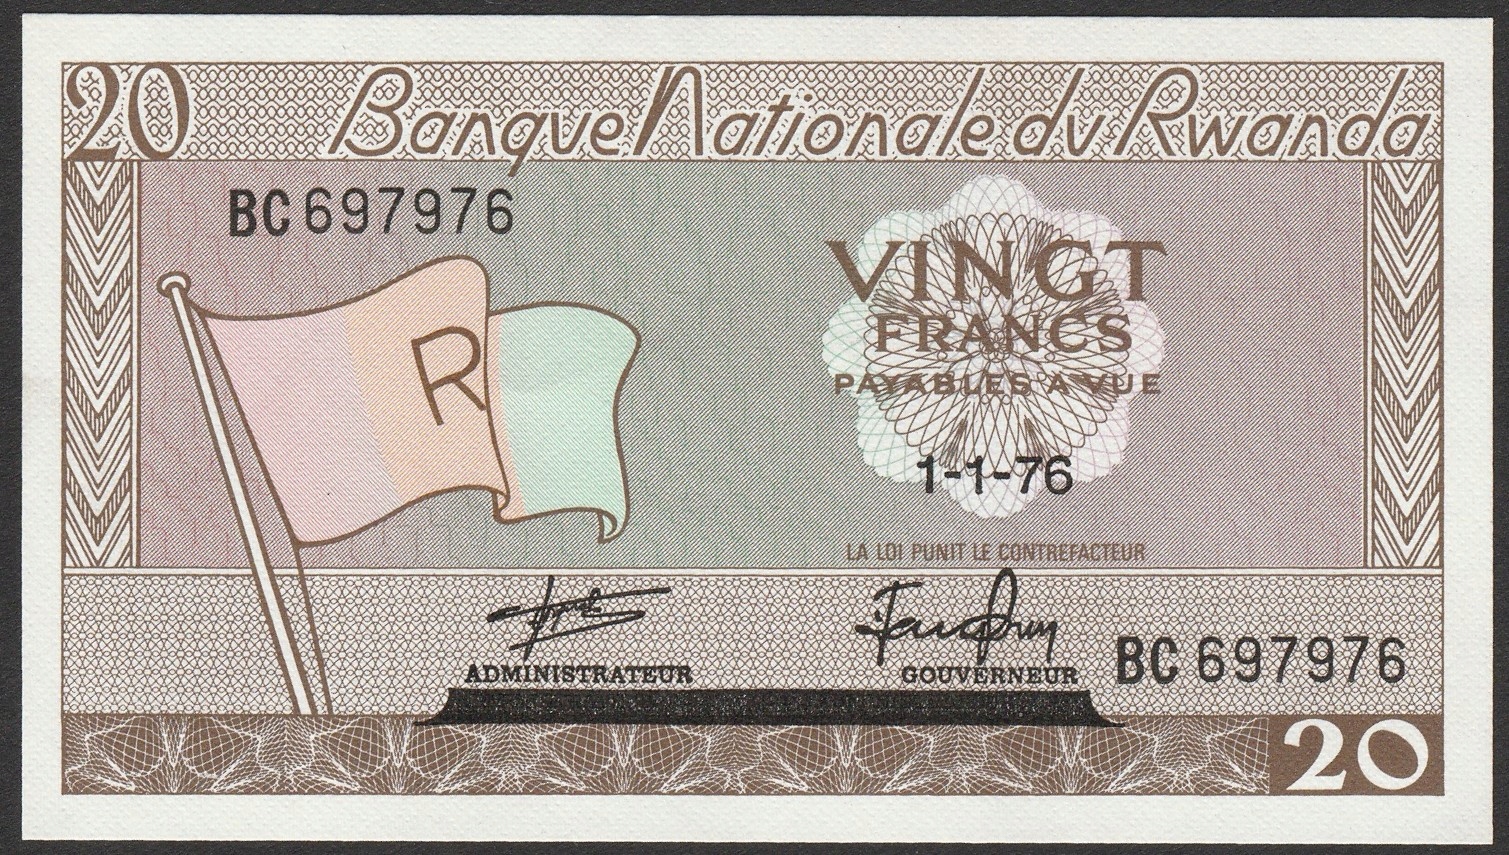 20
Banque Nationale du Rwanda
BC 697976
R
VINGT
FRANCS
PAYABLES A VUE
1-1-76
LA LOI PUNIT LE CONTREFACTEUR
ADMINISTRATEUR
GOUVERNEUR
BC 697976
20